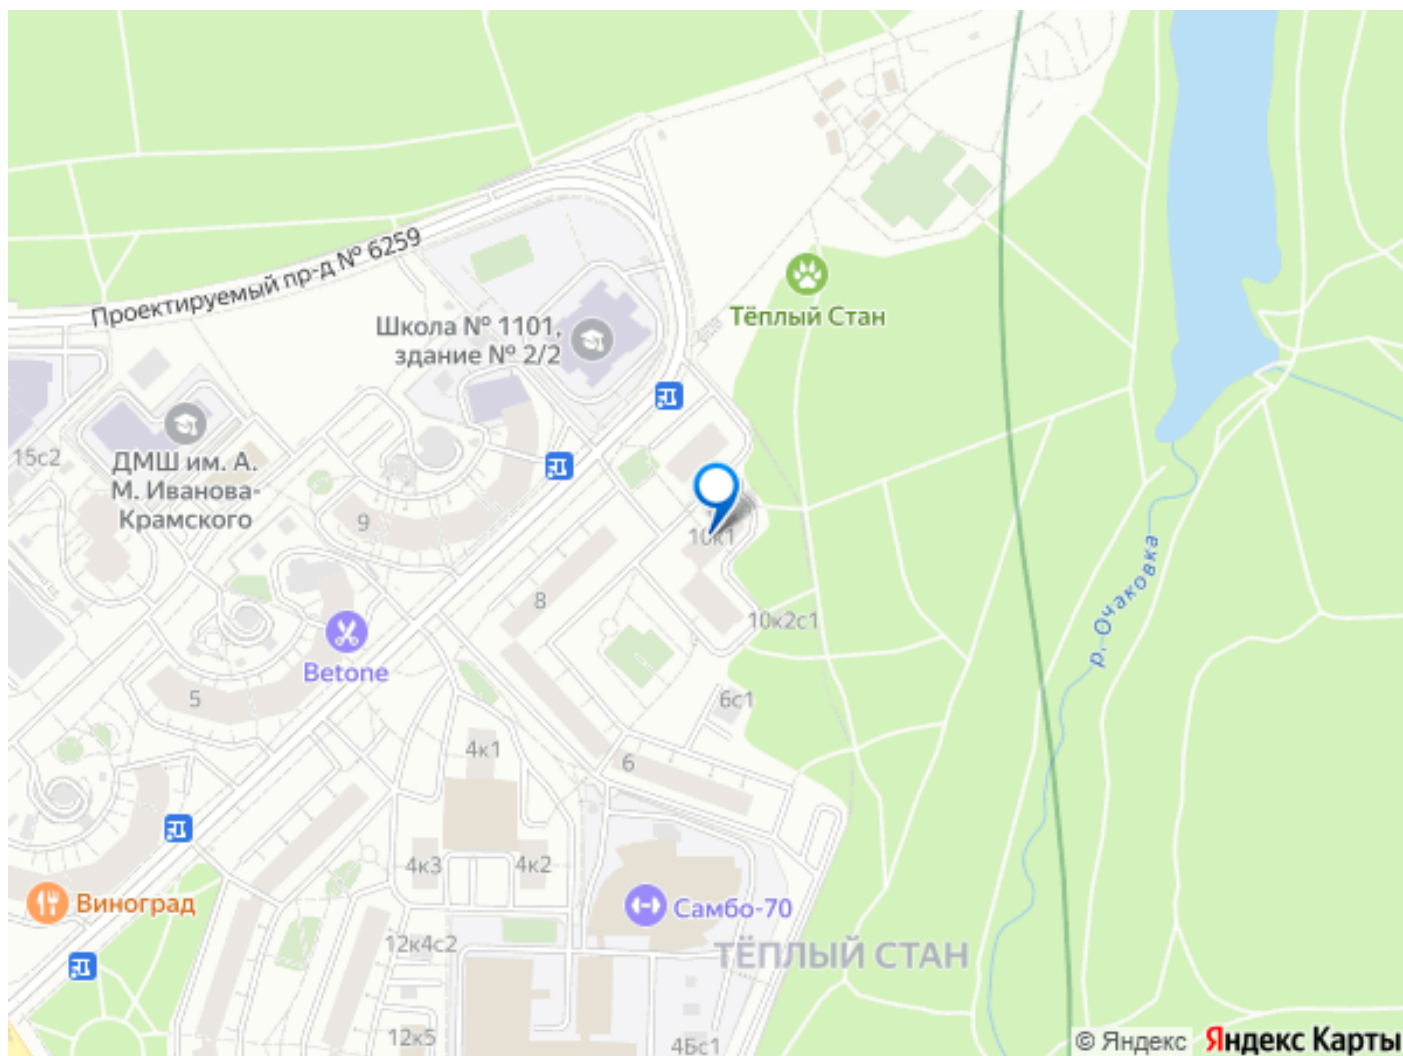 Проектируемый пр-д № 6259
Школа № 1101,
здание № 2/2
Тёплый Стан
15с2
ДМШ им. А.
М. Иванова-
Крамского
9
10к1
р. Очаковка
8
10к2с1
Betone
5
6с1
4к1
6
4к3
4к2
Виноград
Самбо-70
12к4с2
ТЁПЛЫЙ СТАН
12к5
4Бс1
© Яндекс Яндекс Карты